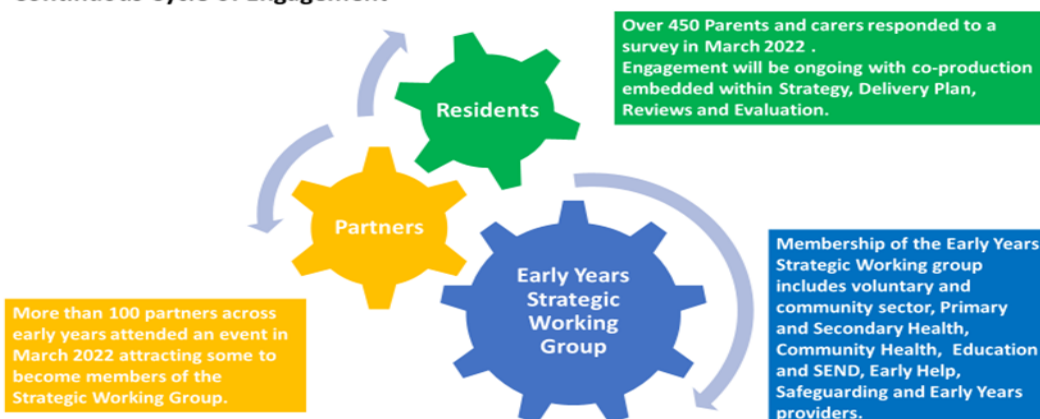 Continuous Cycle of Engagement
Over 450 Parents and carers responded to a
survey in March 2022 .
Engagement will be ongoing with co-production
embedded within Strategy, Delivery Plan,
Reviews and Evaluation.
Residents
Partners
Early Years
Strategic
Working
Group
Membership of the Early Years
Strategic Working group
includes voluntary and
community sector, Primary
and Secondary Health,
Community Health, Education
and SEND, Early Help,
Safeguarding and Early Years
providers.
More than 100 partners across
early years attended an event in
March 2022 attracting some to
become members of the
Strategic Working Group.